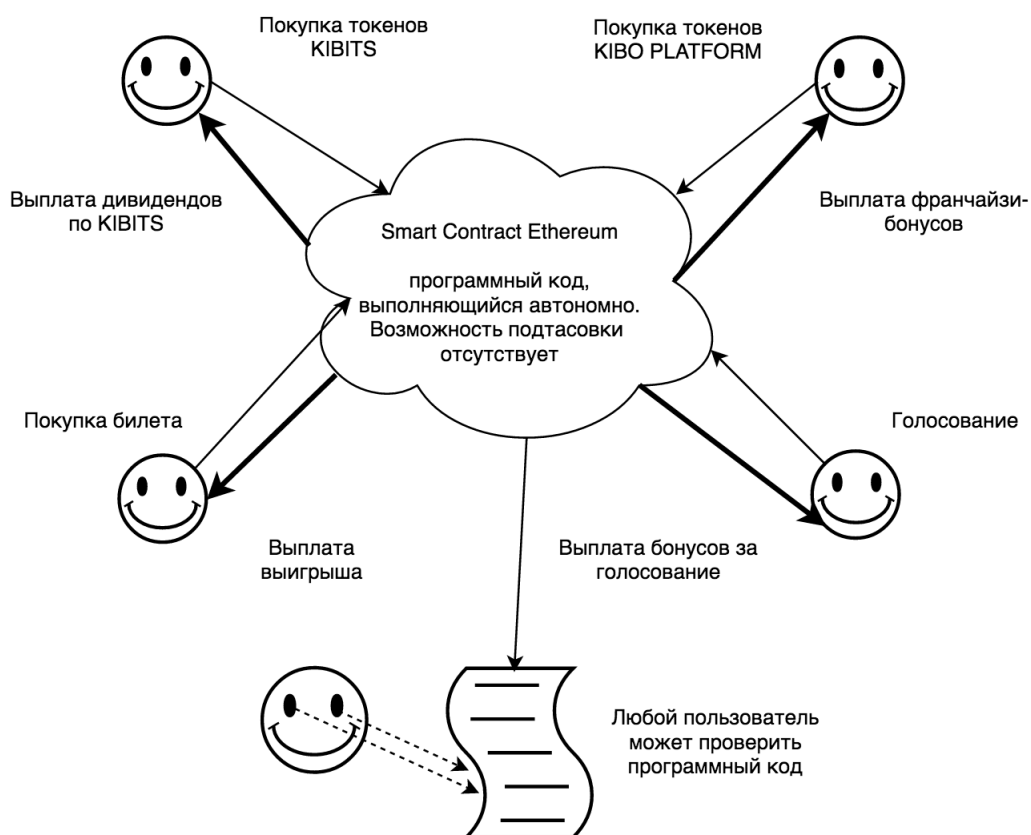 Покупка токенов
KIBITS
Покупка токенов
KIBO PLATFORM
Выплата дивидендов
по KIBITS
Smart Contract Ethereum
программный код,
выполняющийся автономно.
Возможность подтасовки
отсутствует
Выплата франчайзи-
бонусов
Покупка билета
Голосование
Выплата
выигрыша
Выплата бонусов за
голосование
Любой пользователь
может проверить
программный код